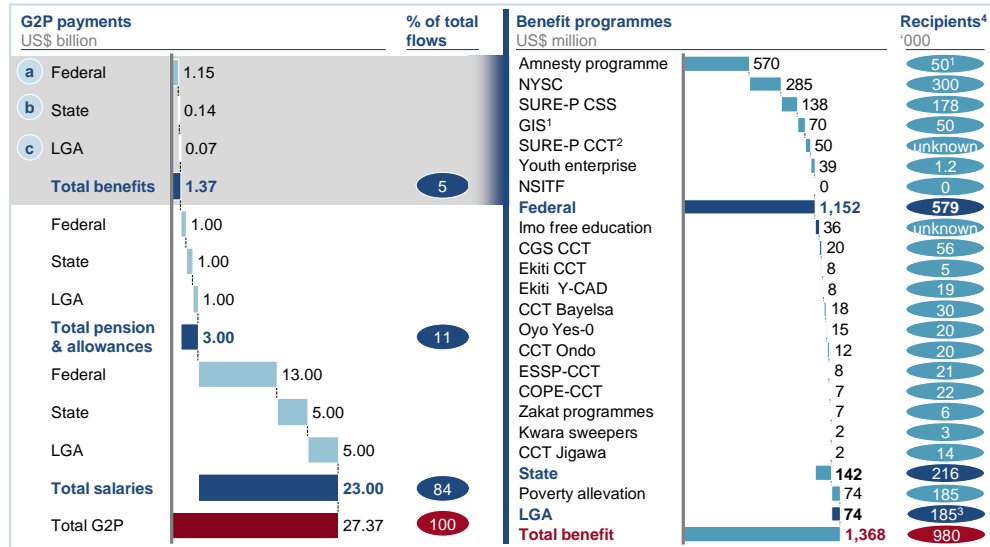 G2P payments
US$ billion
% of total
flows
a Federal 1.15
b State 0.14
c LGA 0.07
Total benefits 1.37 5
Federal 1.00
State 1.00
LGA 1.00
Total pension
& allowances 3.00 11
Federal 13.00
State 5.00
LGA 5.00
Total salaries 23.00 84
Total G2P 27.37 100
Benefit programmes
US$ million
Recipients⁴
‘000
Amnesty programme 570 50¹
NYSC 285 300
SURE-P CSS 138 178
GIS¹ 70 50
SURE-P CCT² 50 unknown
Youth enterprise 39 1.2
NSITF 0 0
Federal 1,152 579
Imo free education 36 unknown
CGS CCT 20 56
Ekiti CCT 8 5
Ekiti Y-CAD 8 19
CCT Bayelsa 18 30
Oyo Yes-0 15 20
CCT Ondo 12 20
ESSP-CCT 8 21
COPE-CCT 7 22
Zakat programmes 7 6
Kwara sweepers 2 3
CCT Jigawa 2 14
State 142 216
Poverty allevation 74 185
LGA 74 185³
Total benefit 1,368 980